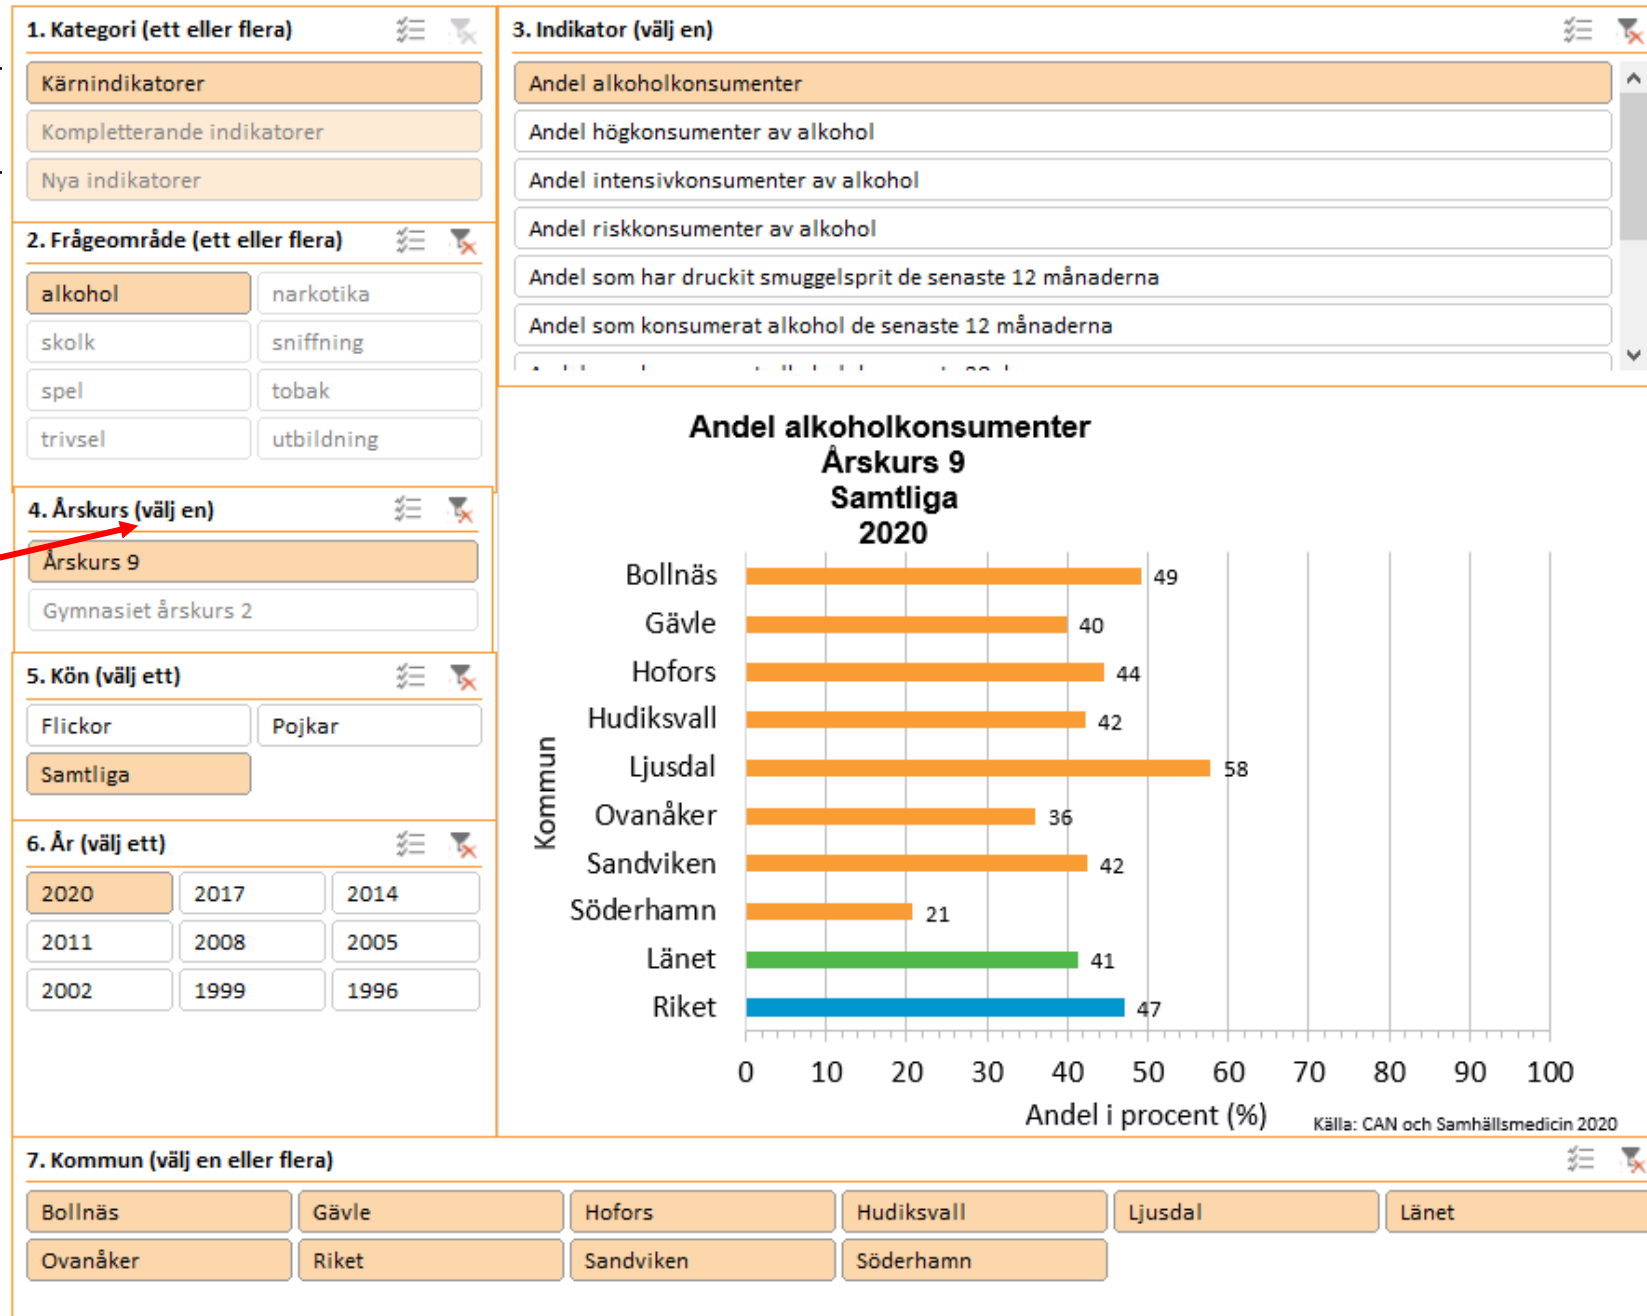 1. Kategori (ett eller flera)
Kärnindikatorer
Kompletterande indikatorer
Nya indikatorer
2. Frågeområde (ett eller flera)
alkohol
narkotika
skolk
sniffning
spel
tobak
trivsel
utbildning
3. Indikator (välj en)
Andel alkoholkonsumenter
Andel högkonsumenter av alkohol
Andel intensivkonsumenter av alkohol
Andel riskkonsumenter av alkohol
Andel som har druckit smuggelsprit de senaste 12 månaderna
Andel som konsumerat alkohol de senaste 12 månaderna
4. Årskurs (välj en)
Årskurs 9
Gymnasiet årskurs 2
5. Kön (välj ett)
Flickor
Pojkar
Samtliga
6. År (välj ett)
2020 2017 2014
2011 2008 2005
2002 1999 1996
Andel alkoholkonsumenter
Årskurs 9
Samtliga
2020
Kommun
Bollnäs 49
Gävle 40
Hofors 44
Hudiksvall 42
Ljusdal 58
Ovanåker 36
Sandviken 42
Söderhamn 21
Länet 41
Riket 47
0 10 20 30 40 50 60 70 80 90 100
Andel i procent (%)
Källa: CAN och Samhällsmedicin 2020
7. Kommun (välj en eller flera)
Bollnäs Gävle Hofors Hudiksvall Ljusdal Länet
Ovanåker Riket Sandviken Söderhamn